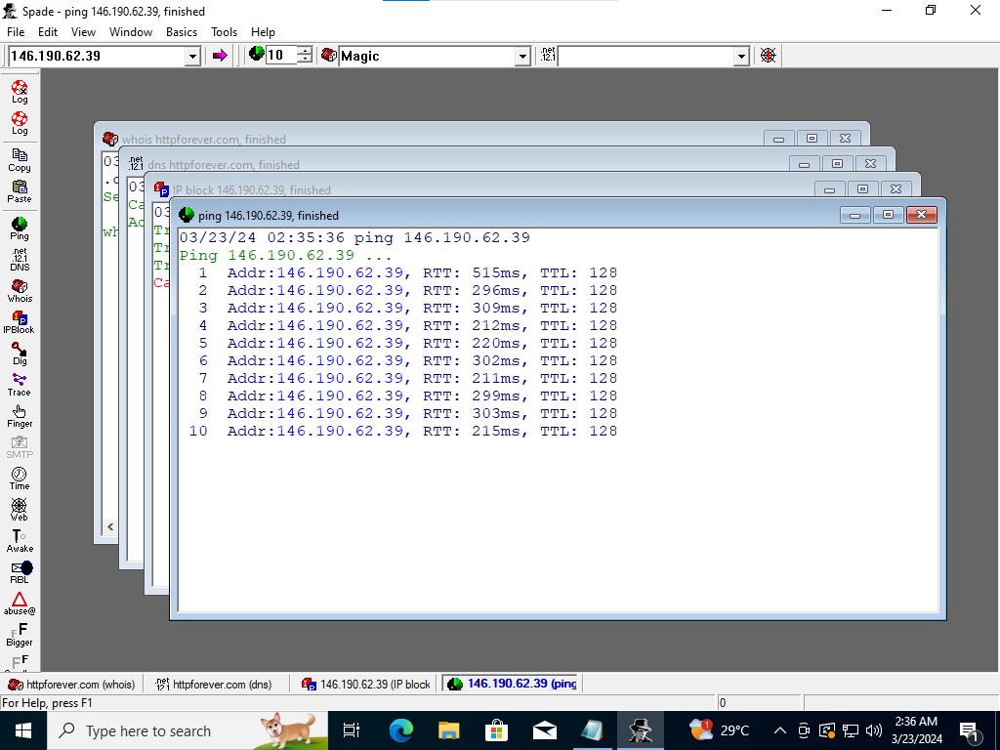 Spade - ping 146.190.62.39, finished
File Edit View Window Basics Tools Help
146.190.62.39 10 Magic .net 12.1
Log
Log
Copy
Paste
Ping
.net 12.1
DNS
Whois
IPBlock
Dig
Trace
Finger
SMTP
Time
Web
Awake
RBL
abuse@
Bigger
whois httpforever.com, finished
03
.c
Se
wh
dns httpforever.com, finished
03
Ca
Ad
IP block 146.190.62.39, finished
03
Tr
Tr
Tr
Ca
ping 146.190.62.39, finished
03/23/24 02:35:36 ping 146.190.62.39
Ping 146.190.62.39 ...
1 Addr:146.190.62.39, RTT: 515ms, TTL: 128
2 Addr:146.190.62.39, RTT: 296ms, TTL: 128
3 Addr:146.190.62.39, RTT: 309ms, TTL: 128
4 Addr:146.190.62.39, RTT: 212ms, TTL: 128
5 Addr:146.190.62.39, RTT: 220ms, TTL: 128
6 Addr:146.190.62.39, RTT: 302ms, TTL: 128
7 Addr:146.190.62.39, RTT: 211ms, TTL: 128
8 Addr:146.190.62.39, RTT: 299ms, TTL: 128
9 Addr:146.190.62.39, RTT: 303ms, TTL: 128
10 Addr:146.190.62.39, RTT: 215ms, TTL: 128
httpforever.com (whois) httpforever.com (dns) 146.190.62.39 (IP block 146.190.62.39 (ping
For Help, press F1 0
Type here to search 1 29°C 2:36 AM
3/23/2024 1